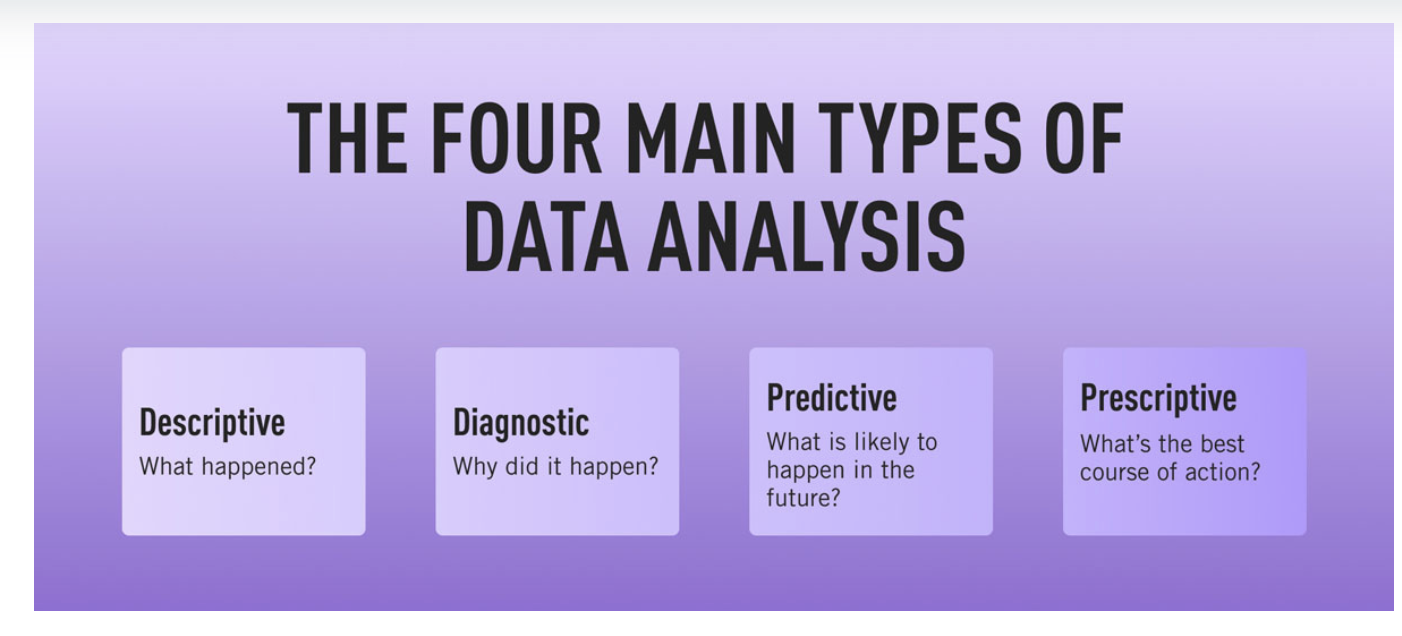 THE FOUR MAIN TYPES OF
DATA ANALYSIS
Descriptive
What happened?
Diagnostic
Why did it happen?
Predictive
What is likely to
happen in the
future?
Prescriptive
What’s the best
course of action?